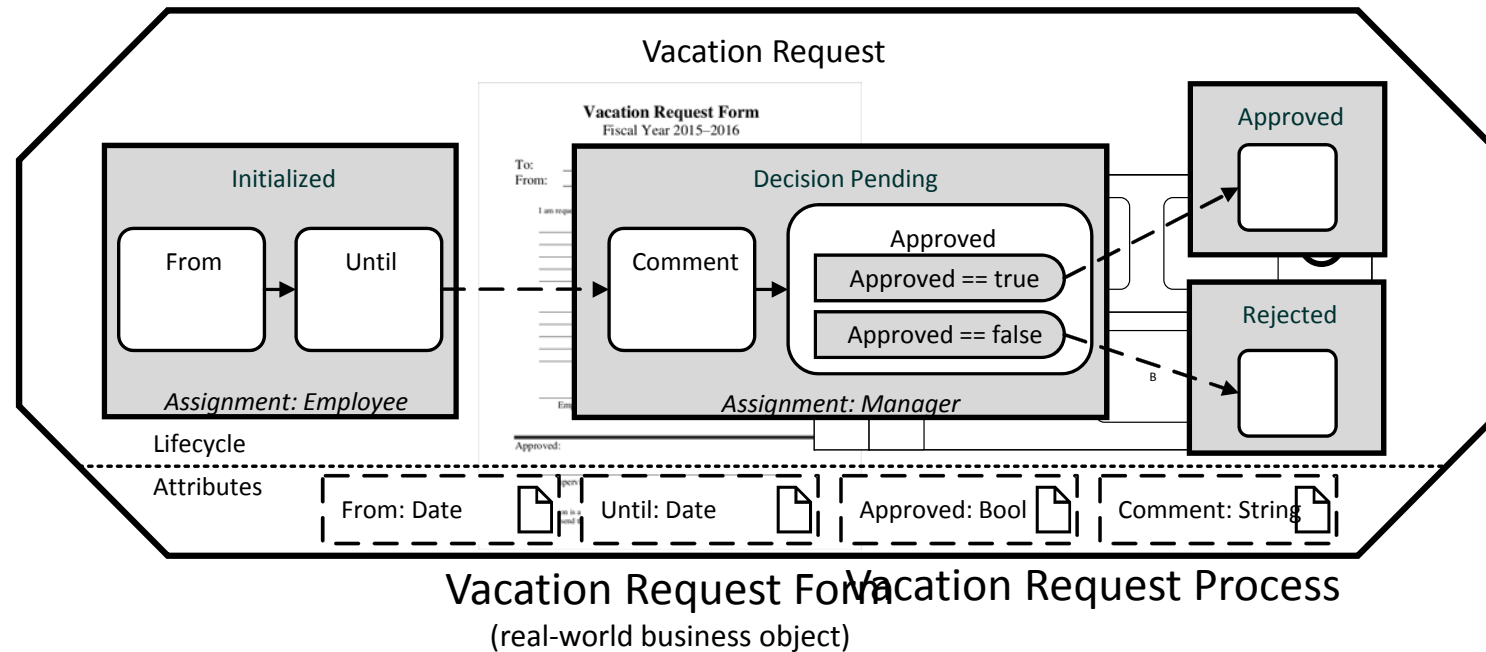 Vacation Request
Vacation Request Form
Fiscal Year 2015–2016
To:
From:
Initialized
From
Until
Assignment: Employee
Decision Pending
Comment
Approved
Approved == true
Approved == false
Assignment: Manager
Approved
Rejected
B
Approved:
Lifecycle
Attributes
From: Date
Until: Date
Approved: Bool
Comment: String
Vacation Request Form
Vacation Request Process
(real-world business object)